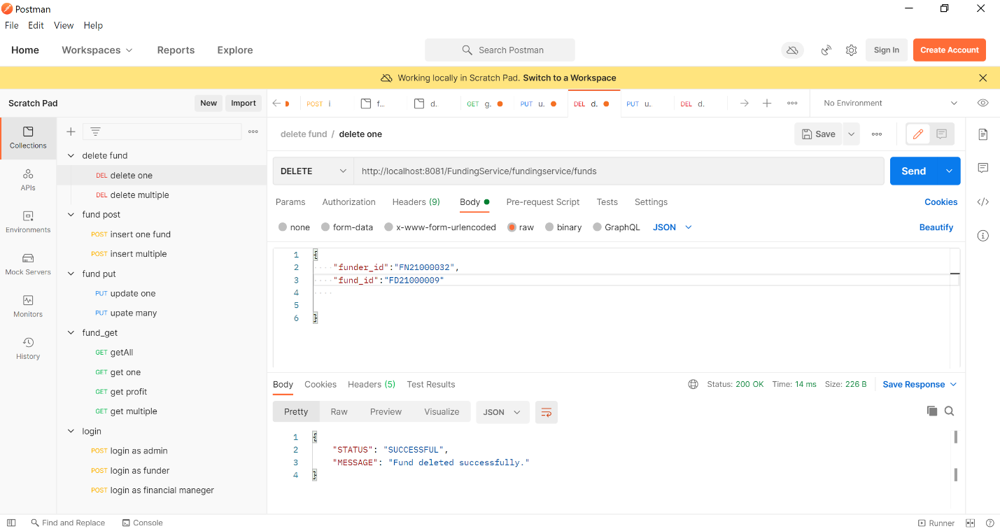 Postman
File Edit View Help
Home Workspaces Reports Explore Search Postman Sign In Create Account
Working locally in Scratch Pad. Switch to a Workspace
Scratch Pad New Import
POST i f... d. GET g. PUT u. DEL d. PUT u.. DEL d. No Environment
Collections
APIs
Environments
Mock Servers
Monitors
History
delete fund
DEL delete one
DEL delete multiple
fund post
POST insert one fund
POST insert multiple
fund put
PUT update one
PUT upate many
fund_get
GET getAll
GET get one
GET get profit
GET get multiple
login
POST login as admin
POST login as funder
POST login as financial maneger
delete fund / delete one Save
DELETE http://localhost:8081/FundingService/fundingservice/funds Send
Params Authorization Headers (9) Body Pre-request Script Tests Settings Cookies
none form-data x-www-form-urlencoded raw binary GraphQL JSON Beautify
1 {
2 "funder_id":"FN21000032",
3 "fund_id":"FD21000009"
4
5
6 }
Body Cookies Headers (5) Test Results Status: 200 OK Time: 14 ms Size: 226 B Save Response
Pretty Raw Preview Visualize JSON
1 {
2 "STATUS": "SUCCESSFUL",
3 "MESSAGE": "Fund deleted successfully."
4 }
Find and Replace Console Runner